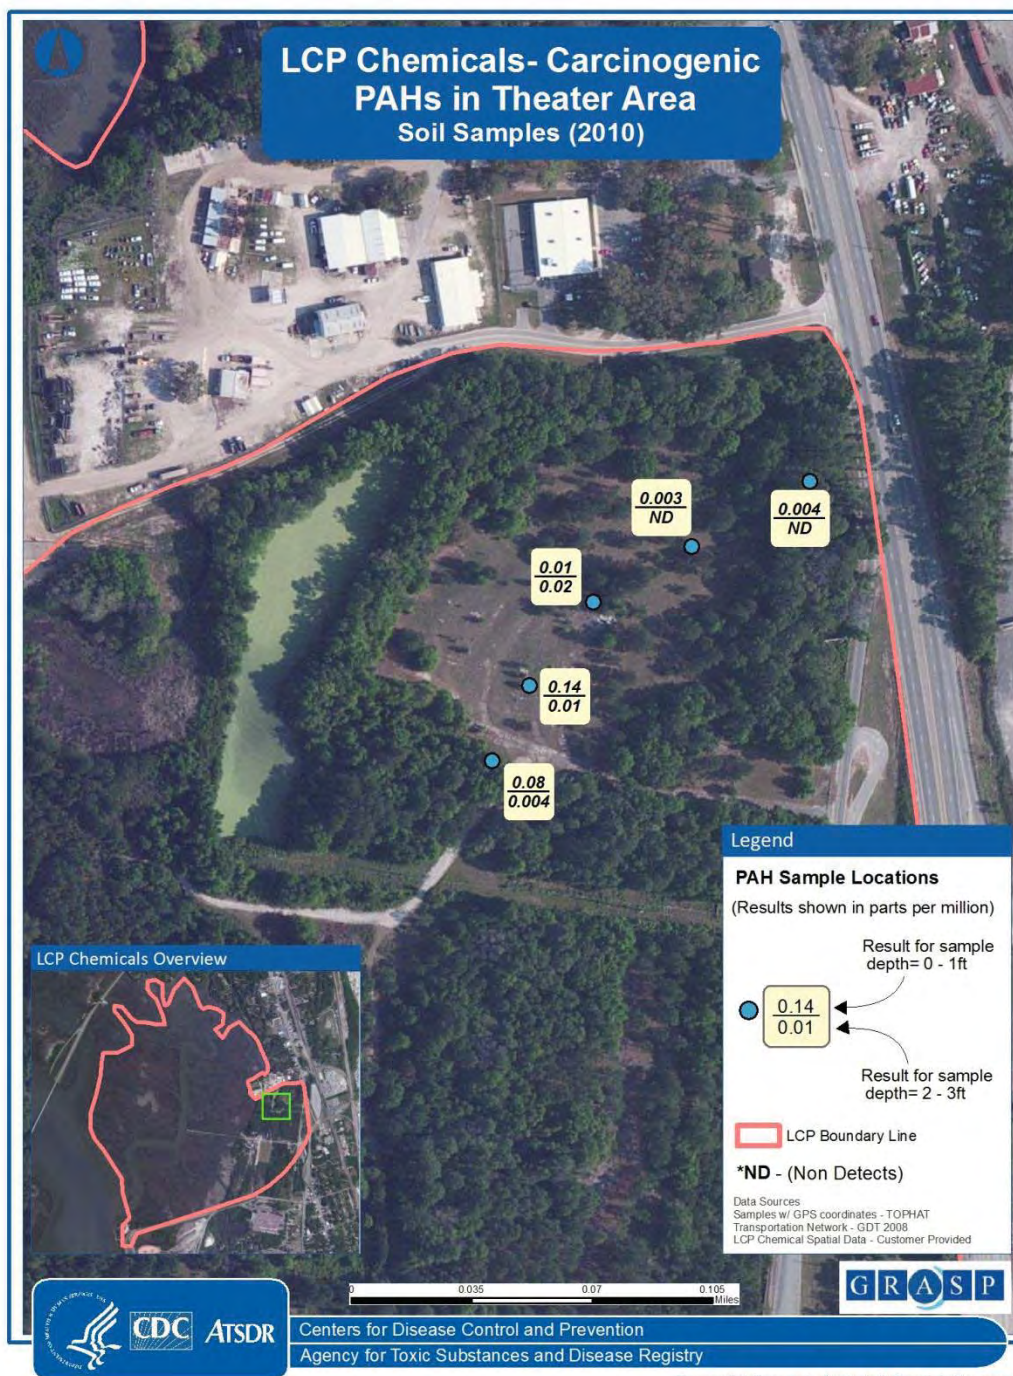 LCP Chemicals- Carcinogenic
PAHs in Theater Area
Soil Samples (2010)
0.003
ND
0.004
ND
0.01
0.02
0.14
0.01
0.08
0.004
Legend
PAH Sample Locations
(Results shown in parts per million)
Result for sample
depth= 0 - 1ft
0.14
0.01
Result for sample
depth= 2 - 3ft
LCP Boundary Line
*ND - (Non Detects)
Data Sources
Samples w/ GPS coordinates - TOPHAT
Transportation Network - GDT 2008
LCP Chemical Spatial Data - Customer Provided
LCP Chemicals Overview
0 0.035 0.07 0.105
Miles
GRASP
CDC ATSDR
Centers for Disease Control and Prevention
Agency for Toxic Substances and Disease Registry